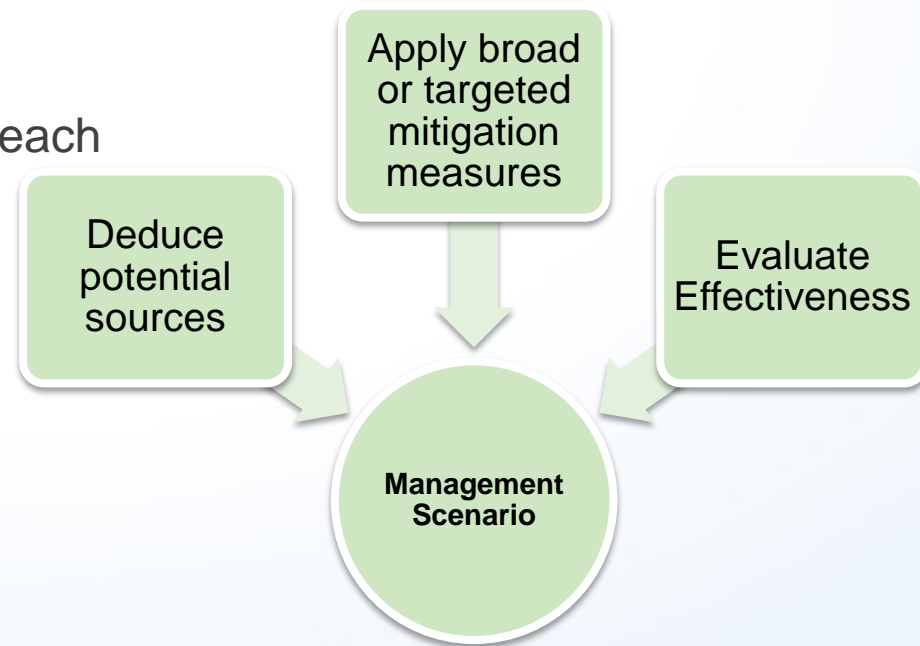 each
Apply broad
or targeted
mitigation
measures
Deduce
potential
sources
Evaluate
Effectiveness
Management
Scenario